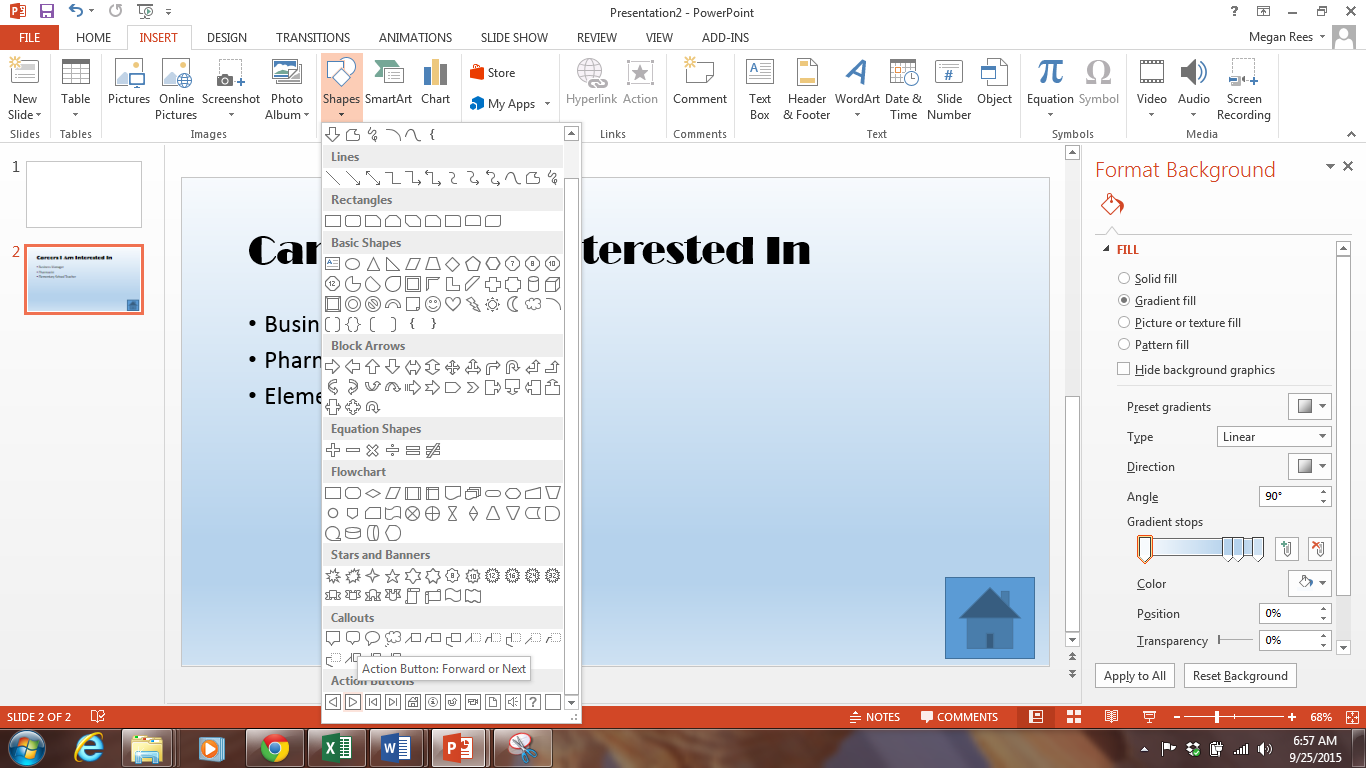 Presentation2 - PowerPoint
FILE HOME INSERT DESIGN TRANSITIONS ANIMATIONS SLIDE SHOW REVIEW VIEW ADD-INS
Megan Rees
New Slide
Table
Pictures
Online Pictures
Screenshot
Photo Album
Shapes
SmartArt
Chart
Store
My Apps
Hyperlink
Action
Comment
Text Box
Header & Footer
WordArt
Date & Time
Slide Number
Object
Equation
Symbol
Video
Audio
Screen Recording
Slides
Tables
Images
Links
Comments
Text
Symbols
Media
1
2
Careers I Am Interested In
Lines
Rectangles
Basic Shapes
Block Arrows
Equation Shapes
Flowchart
Stars and Banners
Callouts
Action Button: Forward or Next
Action Buttons
Car
terested In
• Busin
• Pharm
• Eleme
Format Background
FILL
Solid fill
Gradient fill
Picture or texture fill
Pattern fill
Hide background graphics
Preset gradients
Type Linear
Direction
Angle 90°
Gradient stops
Color
Position 0%
Transparency 0%
Apply to All Reset Background
SLIDE 2 OF 2
NOTES COMMENTS 68%
6:57 AM
9/25/2015